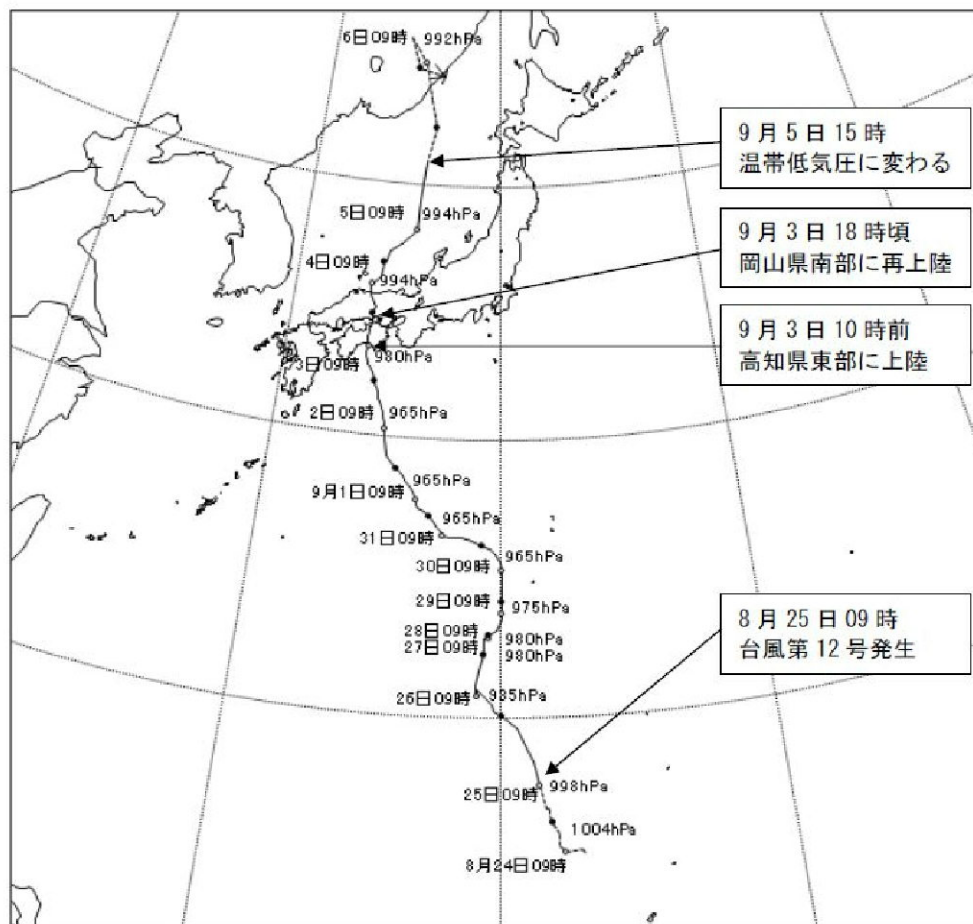 6日09時 992hPa
9月5日15時
温帯低気圧に変わる
5日09時 994hPa
9月3日18時頃
岡山県南部に再上陸
4日09時
994hPa
9月3日10時前
高知県東部に上陸
3日09時 980hPa
2日09時 965hPa
9月1日09時 965hPa
31日09時 965hPa
30日09時 965hPa
29日09時 975hPa
28日09時 980hPa
27日09時 980hPa
8月25日09時
台風第12号発生
26日09時 985hPa
25日09時 998hPa
1004hPa
8月24日09時